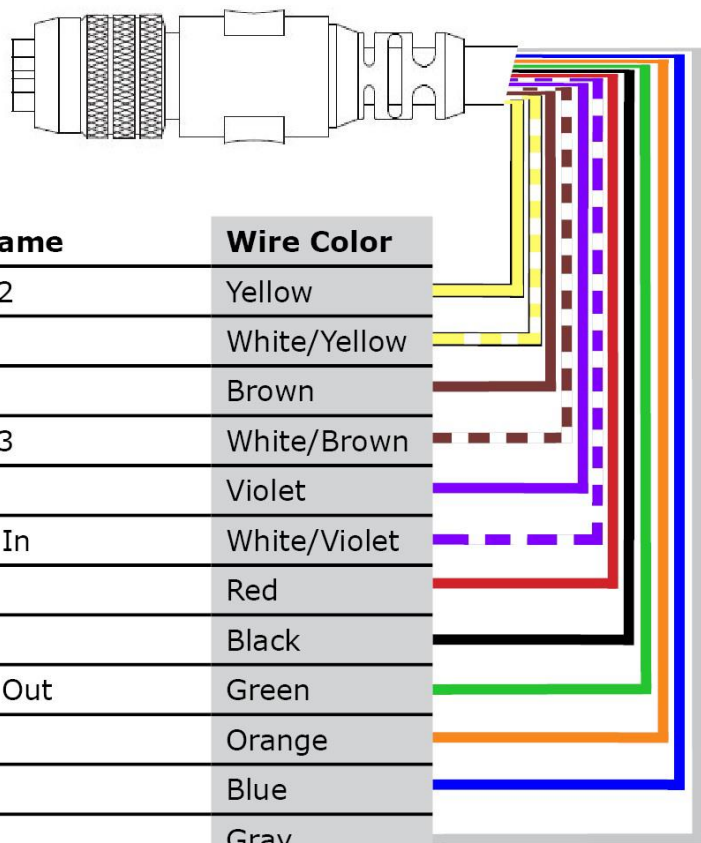 ame Wire Color
2 Yellow
White/Yellow
Brown
3 White/Brown
Violet
In White/Violet
Red
Black
Out Green
Orange
Blue
Gray